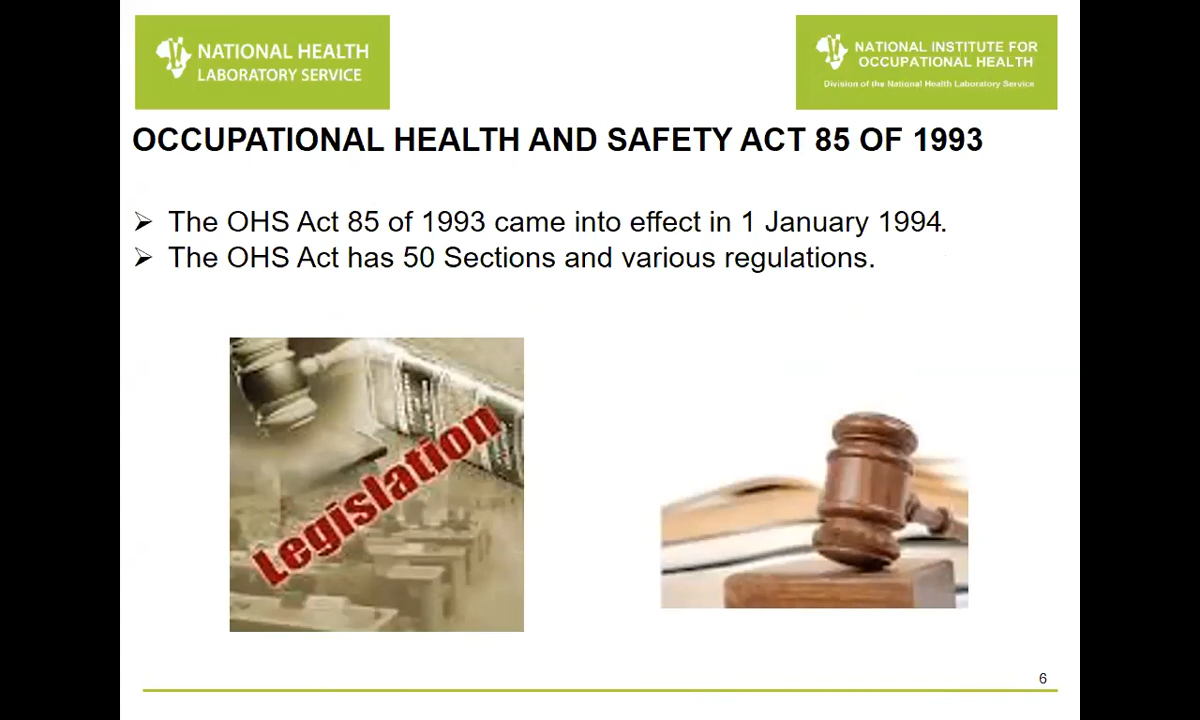 NATIONAL HEALTH
LABORATORY SERVICE
NATIONAL INSTITUTE FOR
OCCUPATIONAL HEALTH
Division of the National Health Laboratory Service
OCCUPATIONAL HEALTH AND SAFETY ACT 85 OF 1993
➢ The OHS Act 85 of 1993 came into effect in 1 January 1994.
➢ The OHS Act has 50 Sections and various regulations.
Legislation
6